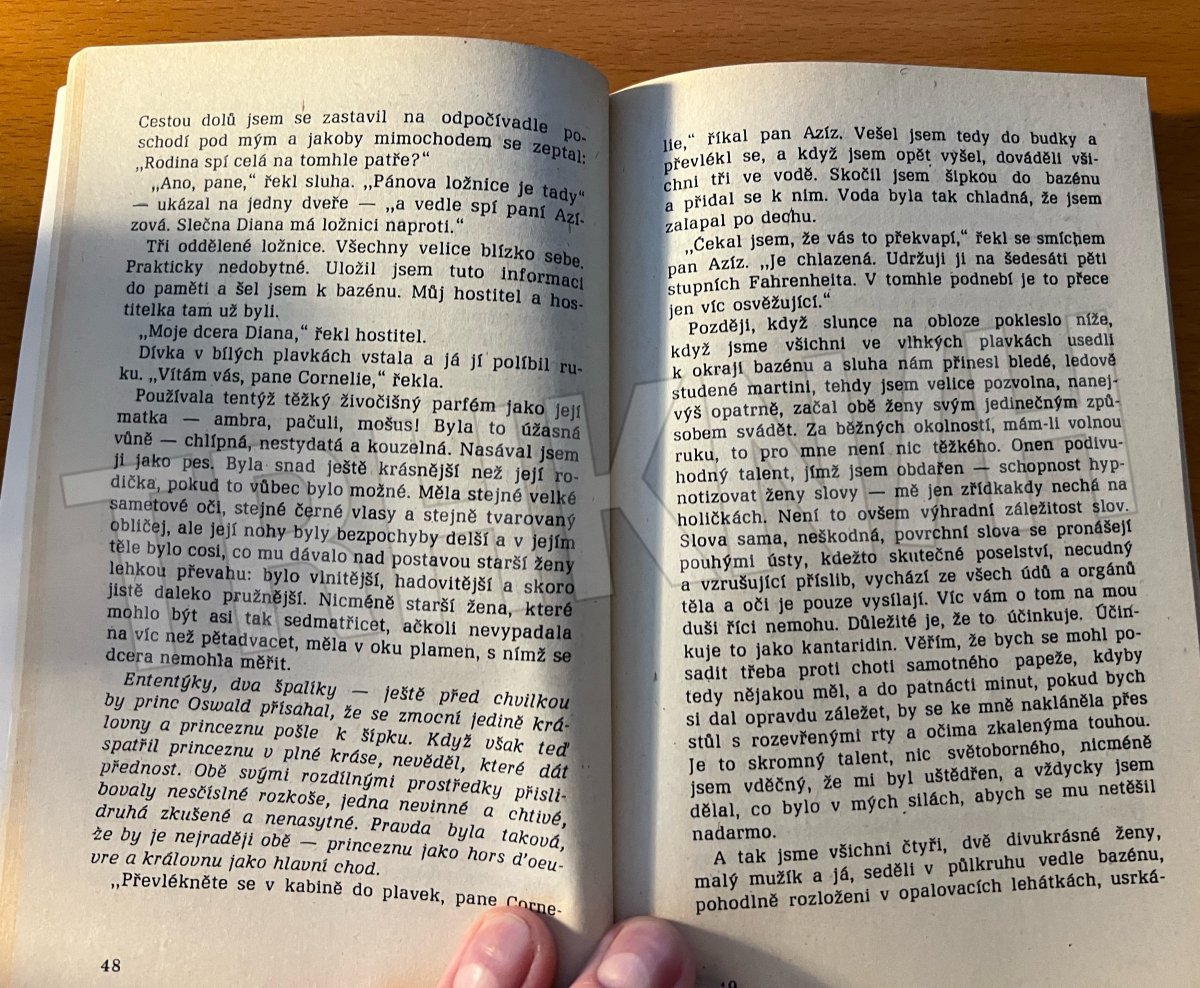 Cestou dolů jsem se zastavil na odpočívadle po-
schodí pod mým a jakoby mimochodem se zeptal:
„Rodina spí celá na tomhle patře?“
„Ano, pane,“ řekl sluha. „Pánova ložnice je tady“
— ukázal na jedny dveře — „a vedle spí paní Azí-
zová. Slečna Diana má ložnici naproti.“
Tři oddělené ložnice. Všechny velice blízko sebe.
Prakticky nedobytné. Uložil jsem tuto informaci
do paměti a šel jsem k bazénu. Můj hostitel a hos-
titelka tam už byli.
„Moje dcera Diana,“ řekl hostitel.
Dívka v bílých plavkách vstala a já jí políbil ru-
ku. „Vítám vás, pane Cornelie,“ řekla.
Používala tentýž těžký živočišný parfém jako její
matka — ambra, pačuli, mošus! Byla to úžasná
vůně — chlípná, nestydatá a kouzelná. Nasával jsem
ji jako pes. Byla snad ještě krásnější než její ro-
dička, pokud to vůbec bylo možné. Měla stejné velké
sametové oči, stejné černé vlasy a stejně tvarovaný
obličej, ale její nohy byly bezpochyby delší a v jejím
těle bylo cosi, co mu dávalo nad postavou starší ženy
lehkou převahu: bylo vlnitější, hadovitější a skoro
jistě daleko pružnější. Nicméně starší žena, které
mohlo být asi tak sedmatřicet, ačkoli nevypadala
na víc než pětadvacet, měla v oku plamen, s nímž se
dcera nemohla měřit.
Ententýky, dva špalíky — ještě před chvilkou
by princ Oswald přísahal, že se zmocní jedině krá-
lovny a princeznu pošle k šípku. Když však teď
spatřil princeznu v plné kráse, nevěděl, které dát
přednost. Obě svými rozdílnými prostředky přisli-
bovaly nesčíslné rozkoše, jedna nevinné a chtivé,
druhá zkušené a nenasytné. Pravda byla taková,
že by je nejraději obě — princeznu jako hors d'oeu-
vre a královnu jako hlavní chod.
„Převlékněte se v kabině do plavek, pane Corne-
48
lie,“ říkal pan Azíz. Vešel jsem tedy do budky a
převlékl se, a když jsem opět vyšel, dováděli vši-
chni tři ve vodě. Skočil jsem šipkou do bazénu
a přidal se k nim. Voda byla tak chladná, že jsem
zalapal po dechu.
„Čekal jsem, že vás to překvapí,“ řekl se smíchem
pan Azíz. „Je chlazená. Udržuji ji na šedesáti pěti
stupních Fahrenheita. V tomhle podnebí je to přece
jen víc osvěžující.“
Později, když slunce na obloze pokleslo níže,
když jsme všichni ve vlhkých plavkách usedli
k okraji bazénu a sluha nám přinesl bledé, ledově
studené martini, tehdy jsem velice pozvolna, nanej-
výš opatrně, začal obě ženy svým jedinečným způ-
sobem svádět. Za běžných okolností, mám-li volnou
ruku, to pro mne není nic těžkého. Onen podivu-
hodný talent, jímž jsem obdařen — schopnost hyp-
notizovat ženy slovy — mě jen zřídkakdy nechá na
holičkách. Není to ovšem výhradní záležitost slov.
Slova sama, neškodná, povrchní slova se pronášejí
pouhými ústy, kdežto skutečné poselství, necudný
a vzrušující příslib, vychází ze všech údů a orgánů
těla a oči je pouze vysílají. Víc vám o tom na mou
duši říci nemohu. Důležité je, že to účinkuje. Účin-
kuje to jako kantaridin. Věřím, že bych se mohl po-
sadit třeba proti choti samotného papeže, kdyby
tedy nějakou měl, a do patnácti minut, pokud bych
si dal opravdu záležet, by se ke mně nakláněla přes
stůl s rozevřenými rty a očima zkalenýma touhou.
Je to skromný talent, nic světoborného, nicméně
jsem vděčný, že mi byl uštědřen, a vždycky jsem
dělal, co bylo v mých silách, abych se mu netěšil
nadarmo.
A tak jsme všichni čtyři, dvě divukrásné ženy,
malý mužík a já, seděli v půlkruhu vedle bazénu,
pohodlně rozloženi v opalovacích lehátkách, usrká-